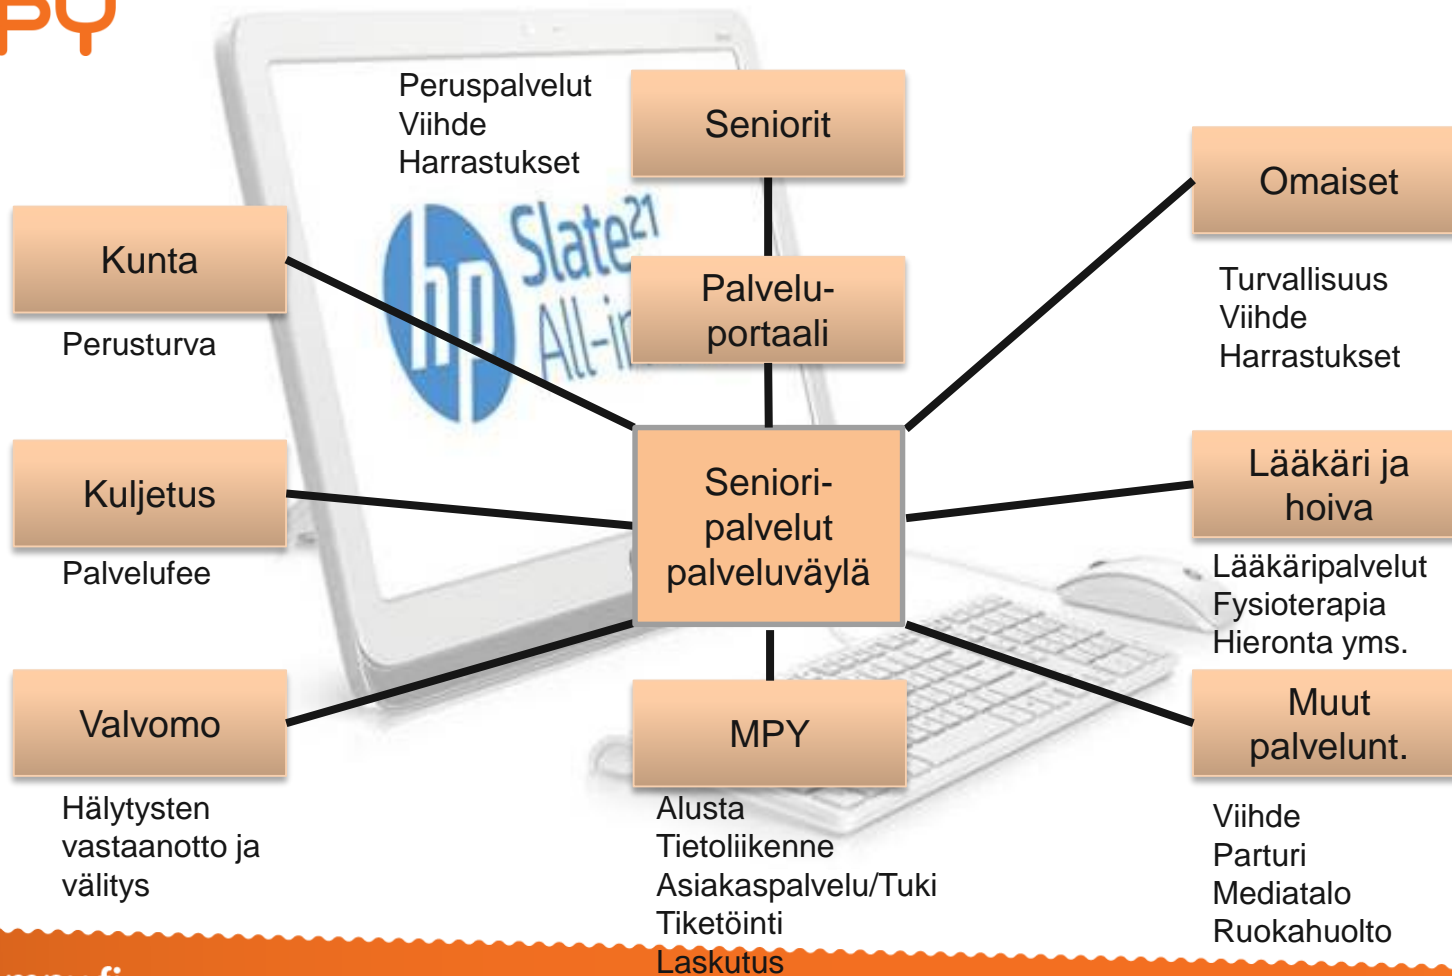 Peruspalvelut
Viihde
Harrastukset
Seniorit
Omaiset
Turvallisuus
Viihde
Harrastukset
Kunta
Perusturva
hp
Slate21
Palvelu-
portaali
Kuljetus
Palvelufee
Seniori-
palvelut
palveluväylä
Lääkäri ja
hoiva
Lääkäripalvelut
Fysioterapia
Hieronta yms.
Valvomo
Hälytysten
vastaanotto ja
välitys
MPY
Alusta
Tietoliikenne
Asiakaspalvelu/Tuki
Tiketöinti
Laskutus
Muut
palvelunt.
Viihde
Parturi
Mediatalo
Ruokahuolto